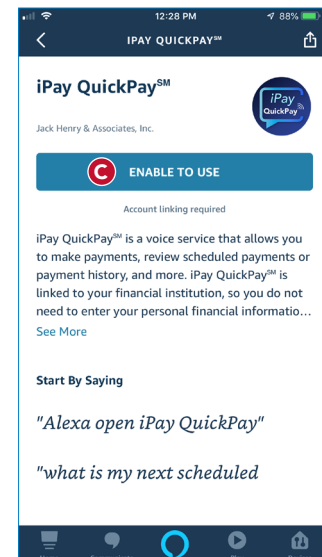 12:28 PM
88%
IPAY QUICKPAY℠
iPay QuickPay℠
iPay
QuickPay
Jack Henry & Associates, Inc.
C ENABLE TO USE
Account linking required
iPay QuickPay℠ is a voice service that allows you
to make payments, review scheduled payments or
payment history, and more. iPay QuickPay℠ is
linked to your financial institution, so you do not
need to enter your personal financial informatio...
See More
Start By Saying
"Alexa open iPay QuickPay"
"what is my next scheduled